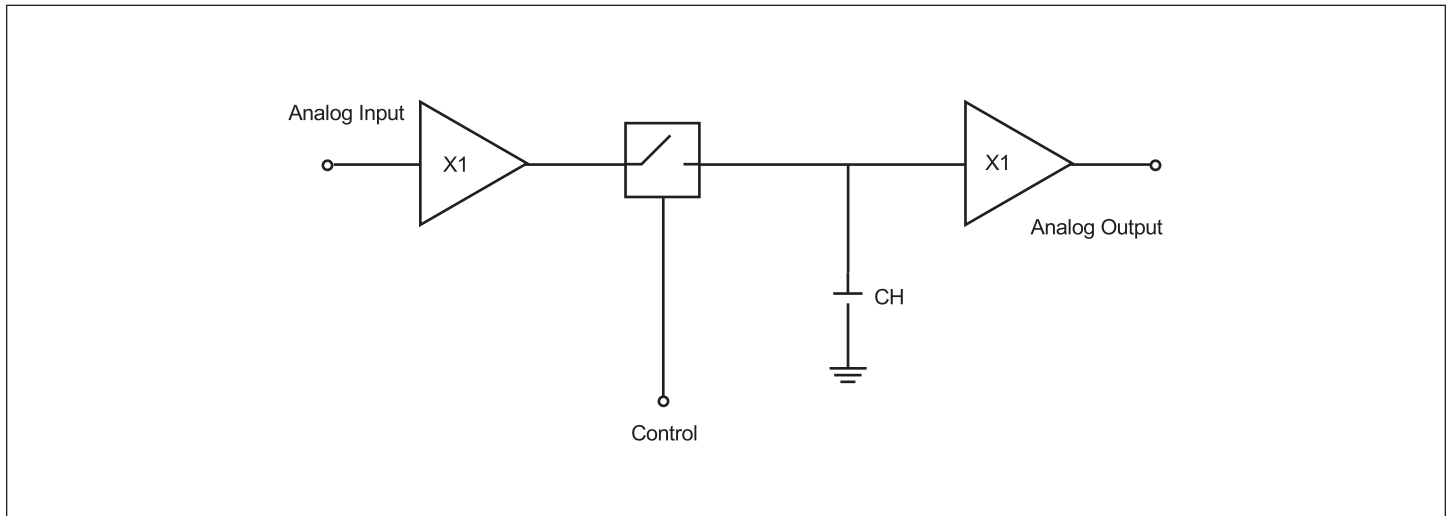 Analog Input
X1
X1
Analog Output
CH
Control